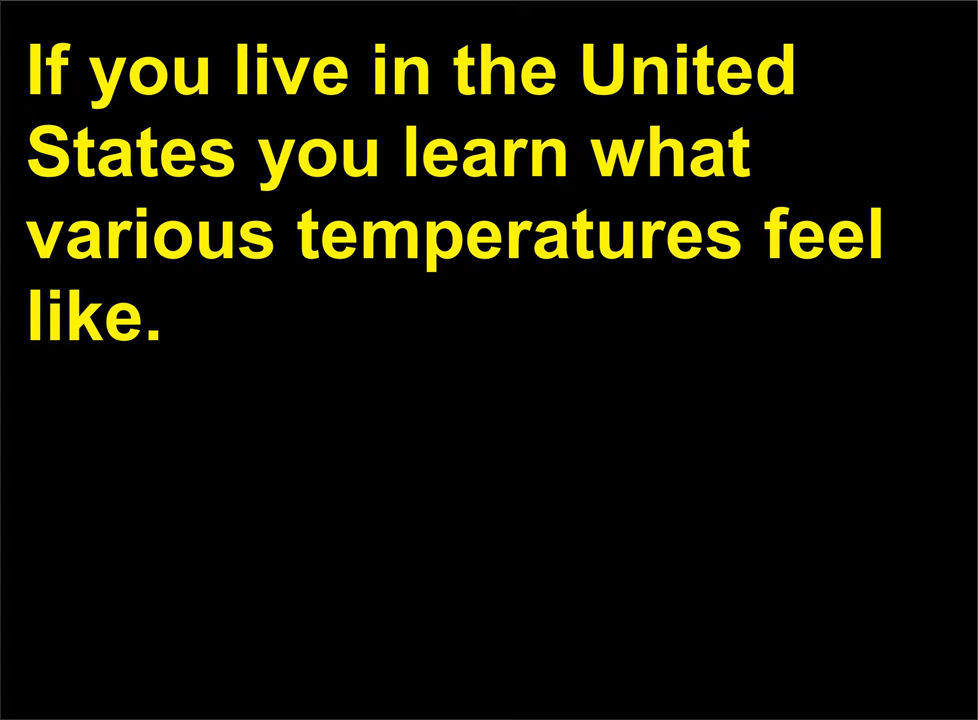 If you live in the United
States you learn what
various temperatures feel
like.